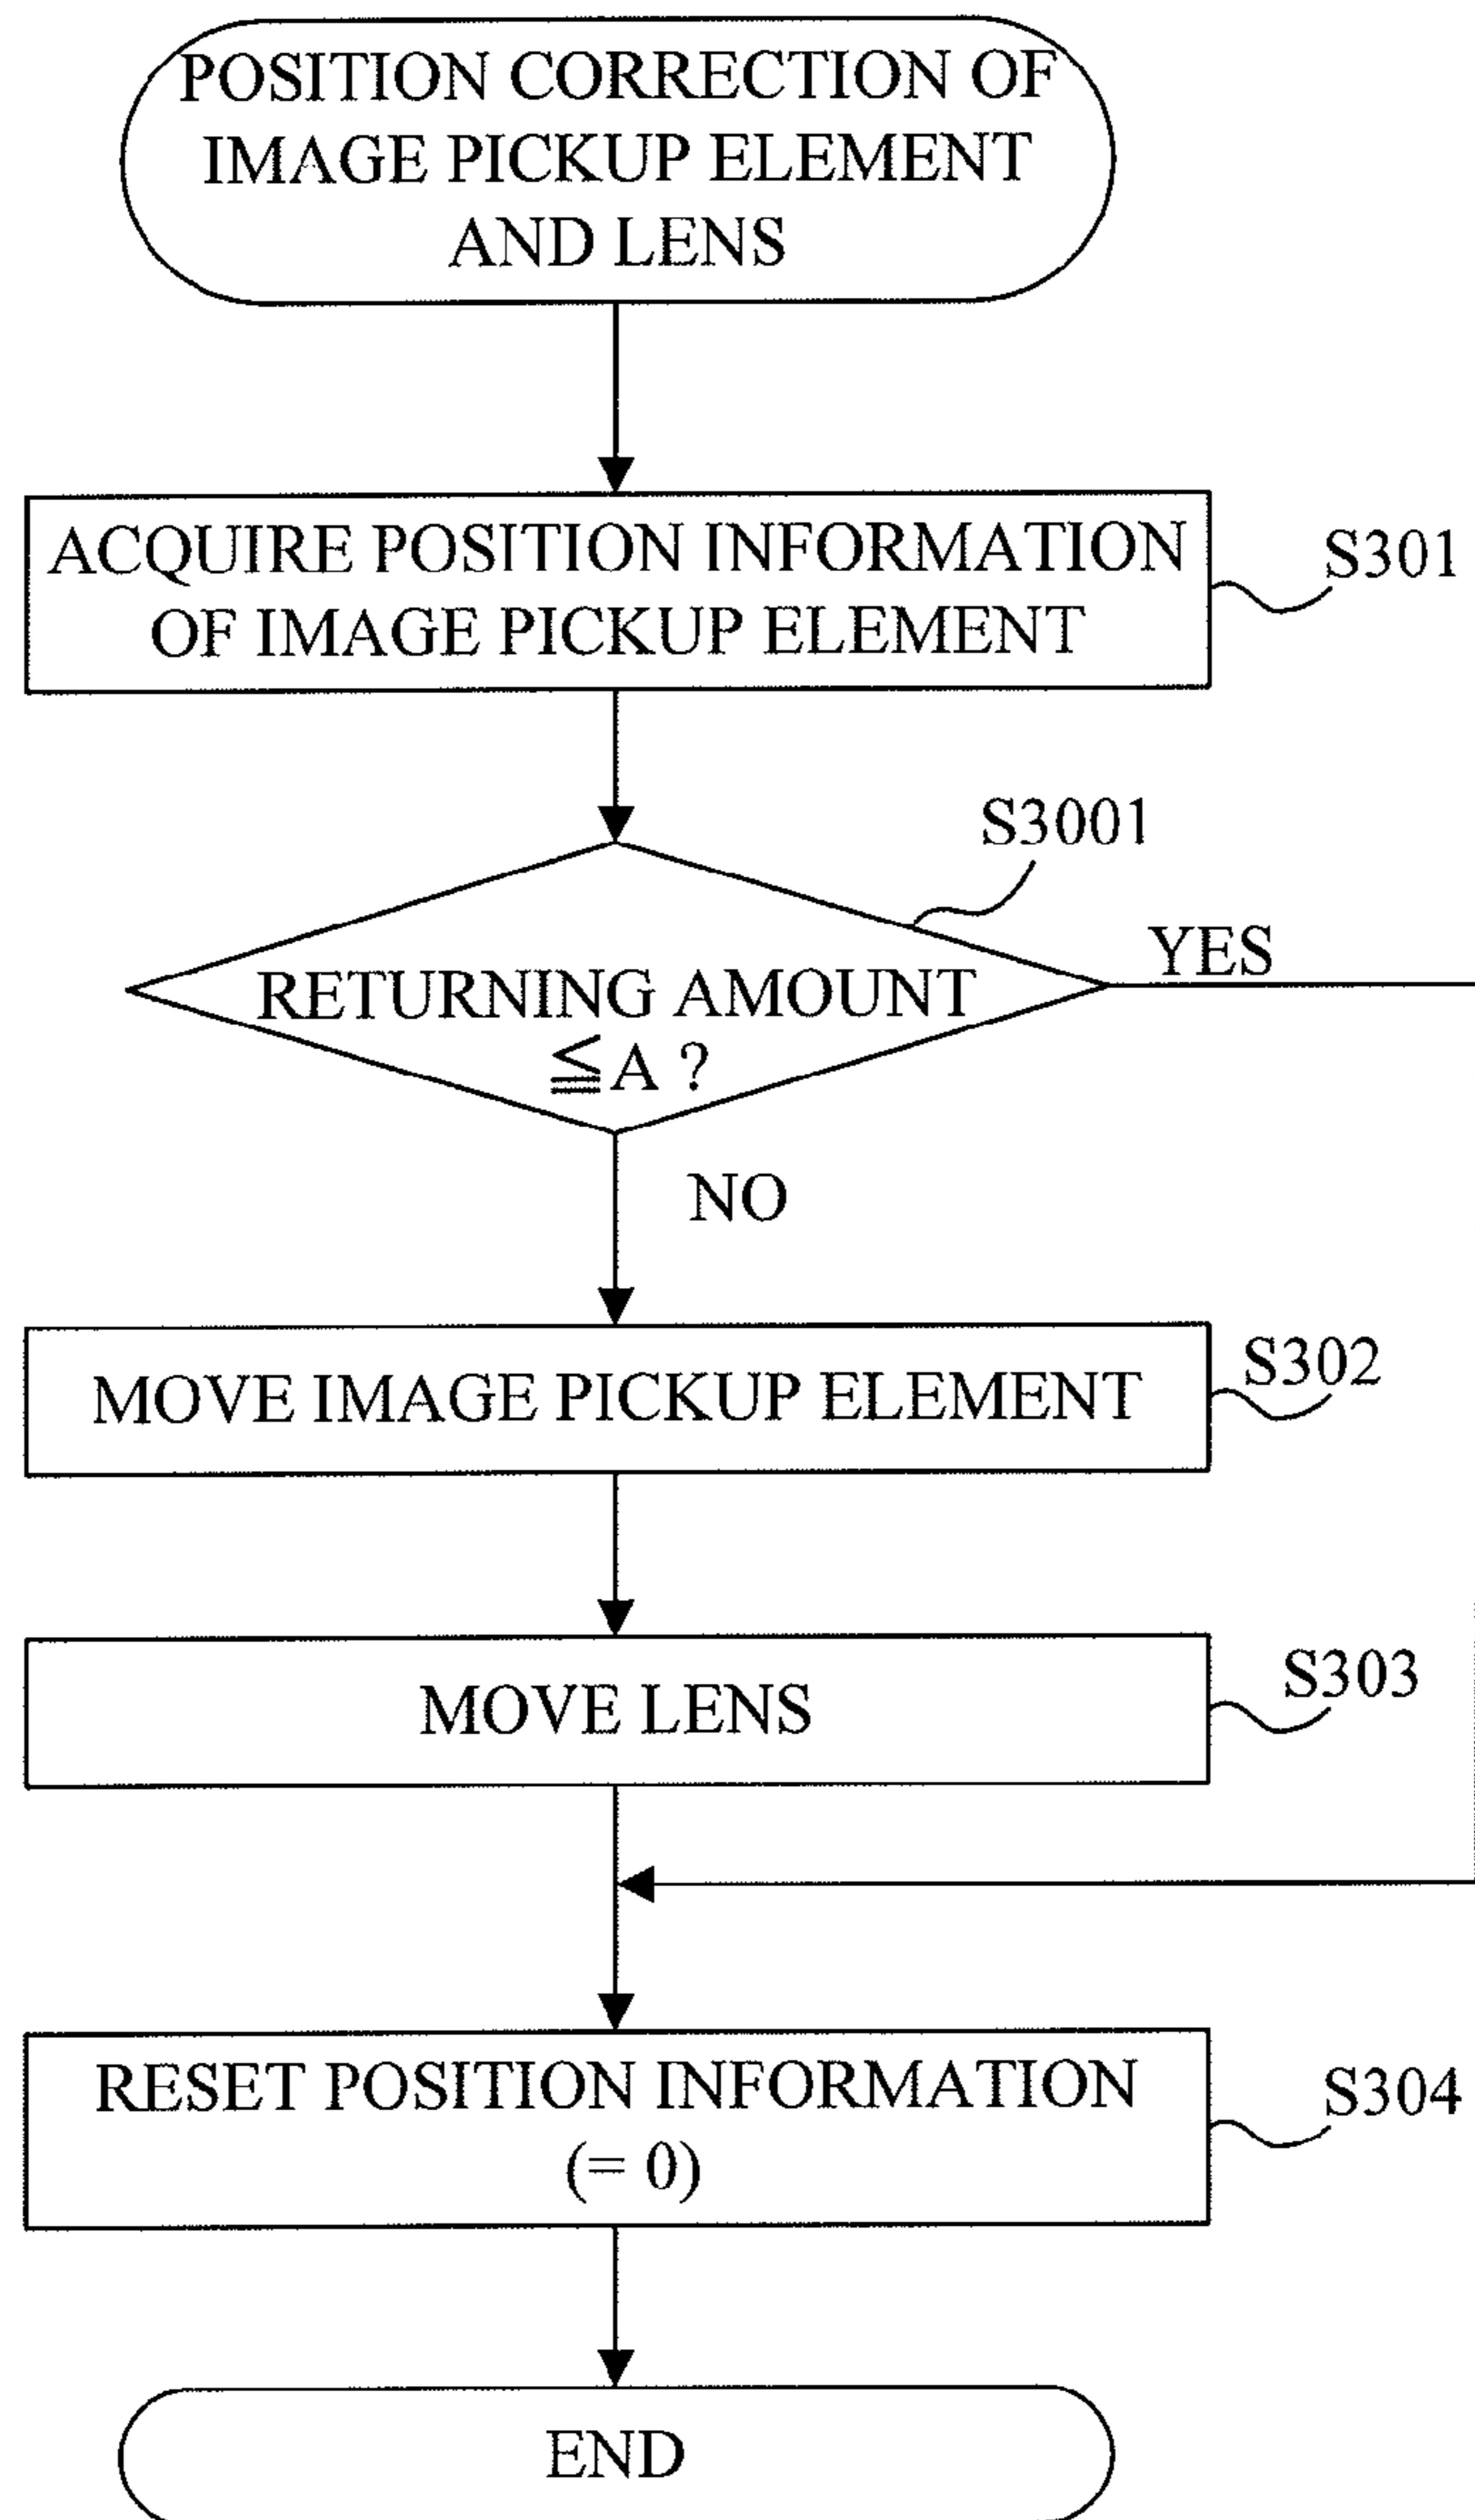 POSITION CORRECTION OF
IMAGE PICKUP ELEMENT
AND LENS
ACQUIRE POSITION INFORMATION
OF IMAGE PICKUP ELEMENT
S301
S3001
RETURNING AMOUNT
≦A ?
YES
NO
MOVE IMAGE PICKUP ELEMENT
S302
MOVE LENS
S303
RESET POSITION INFORMATION
(= 0)
S304
END